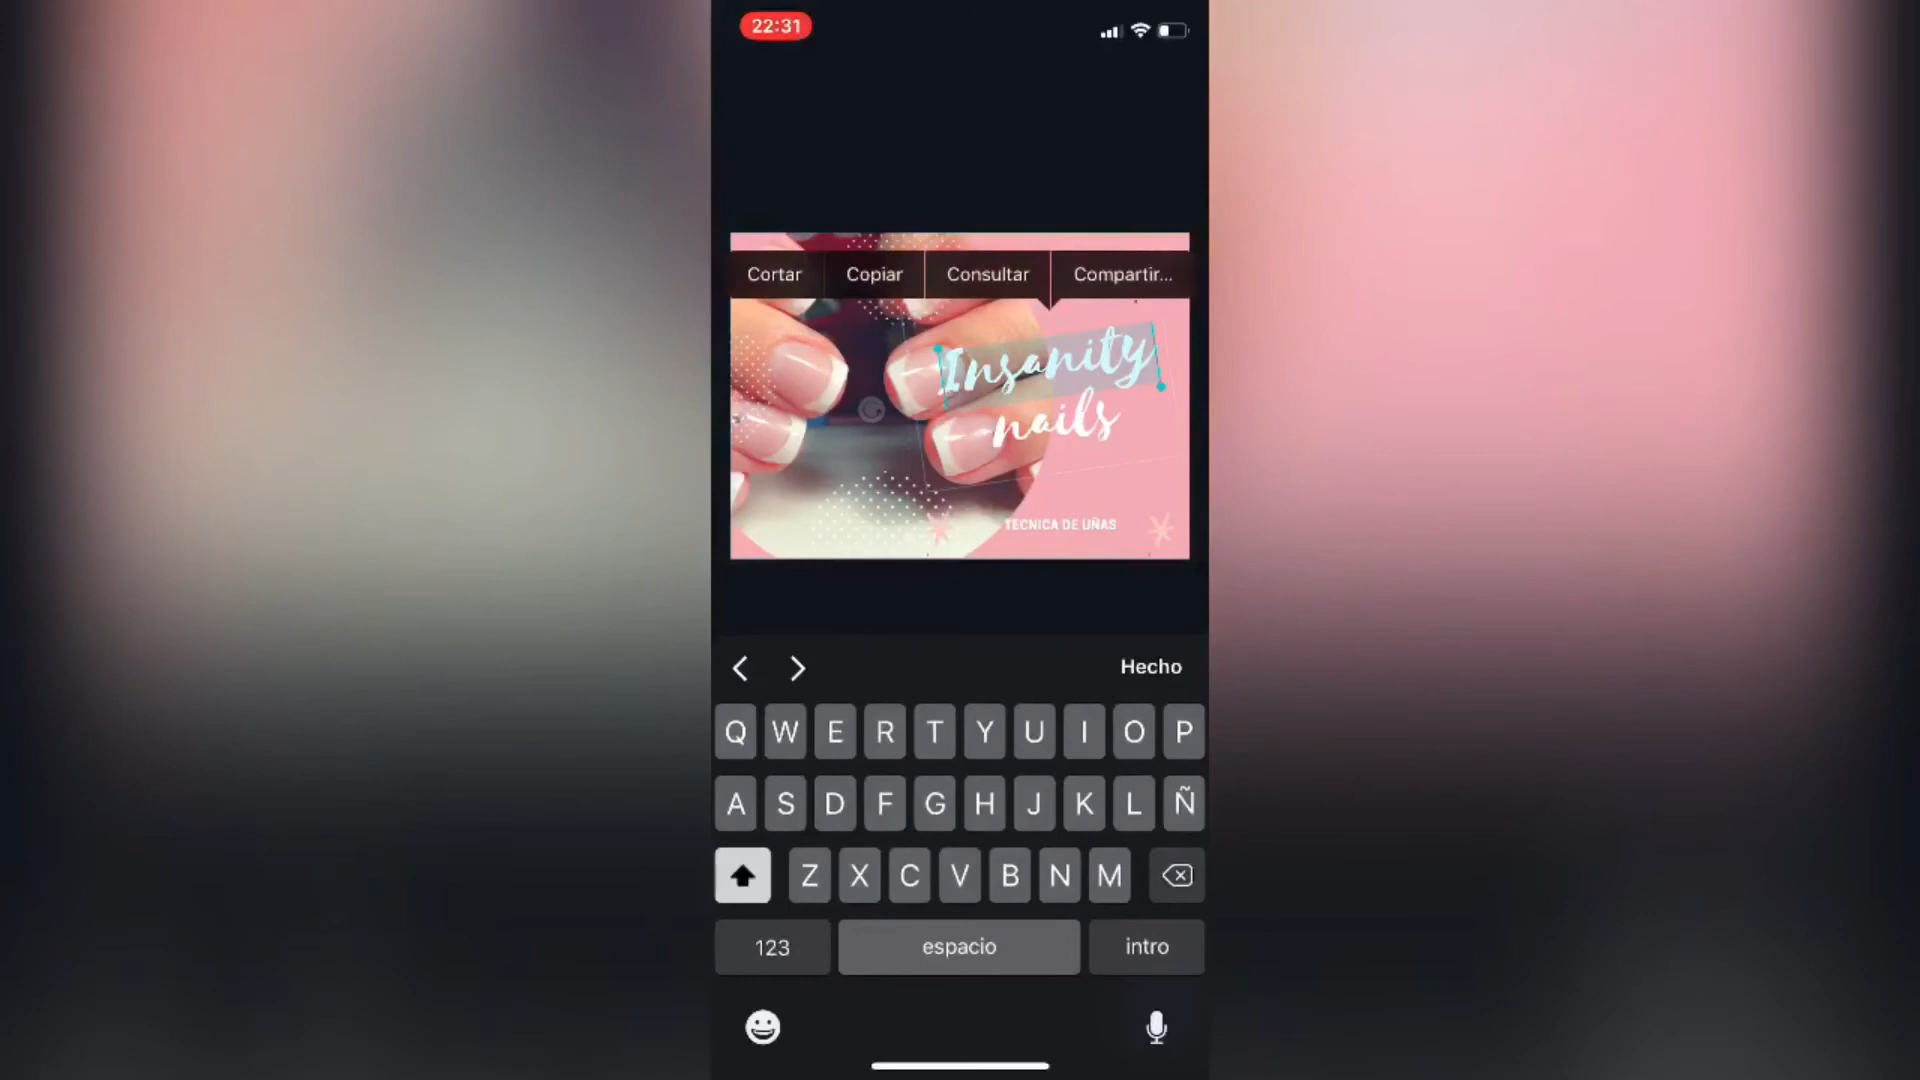 22:31
Cortar Copiar Consultar Compartir...
Insanity
nails
TECNICA DE UÑAS
Hecho
Q W E R T Y U I O P
A S D F G H J K L Ñ
Z X C V B N M
123 espacio intro